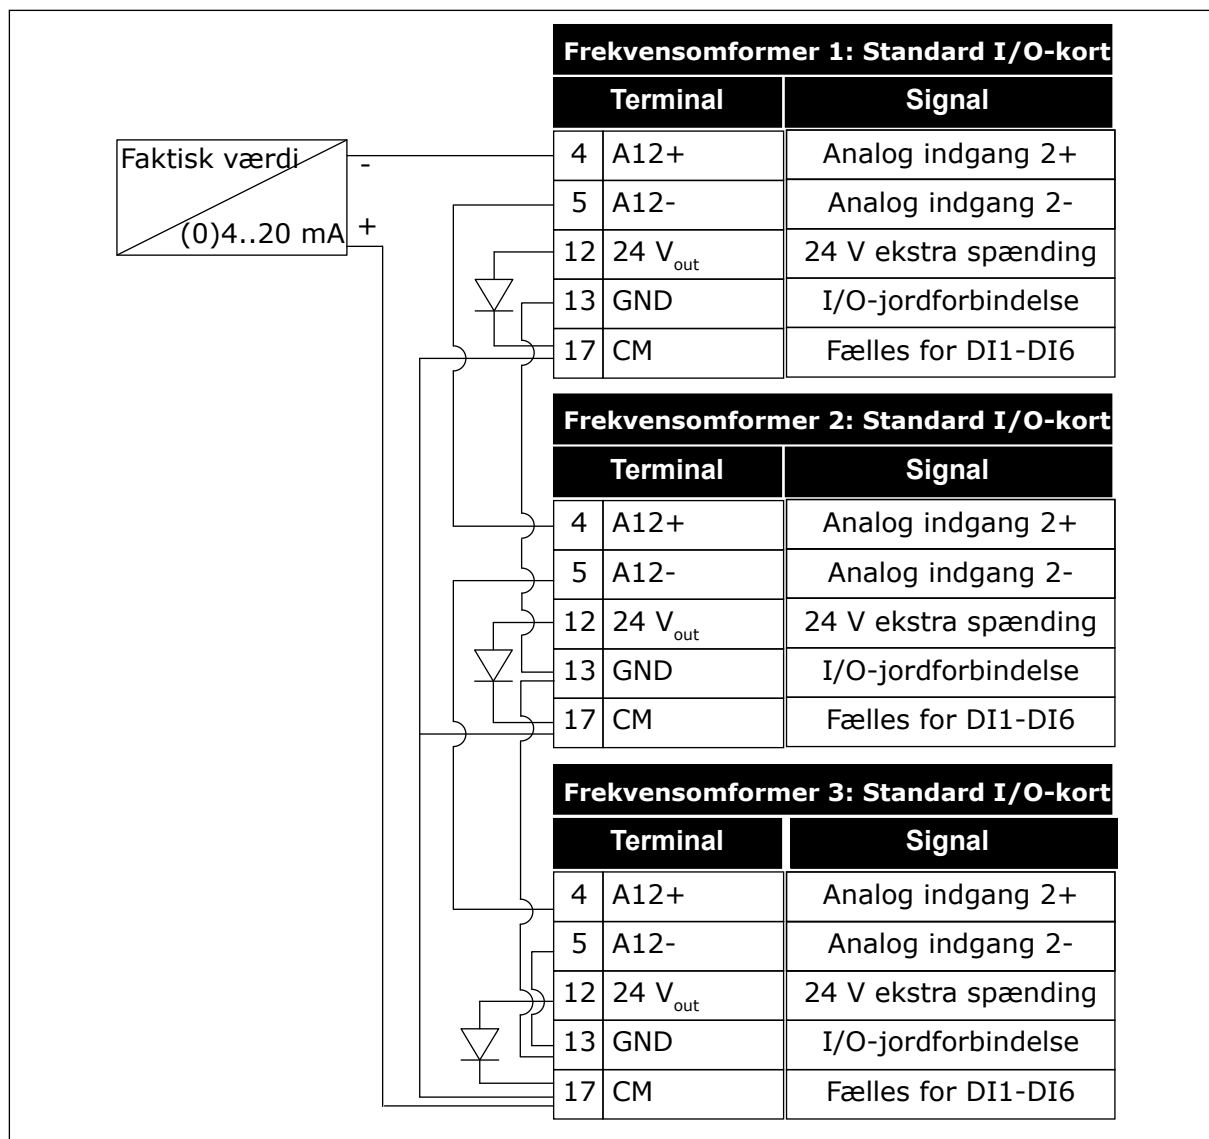 Frekvensomformer 1: Standard I/O-kort
Terminal Signal
Faktisk værdi
-
(0)4..20 mA
+
4 A12+ Analog indgang 2+
5 A12- Analog indgang 2-
12 24 Vout 24 V ekstra spænding
13 GND I/O-jordforbindelse
17 CM Fælles for DI1-DI6
Frekvensomformer 2: Standard I/O-kort
Terminal Signal
4 A12+ Analog indgang 2+
5 A12- Analog indgang 2-
12 24 Vout 24 V ekstra spænding
13 GND I/O-jordforbindelse
17 CM Fælles for DI1-DI6
Frekvensomformer 3: Standard I/O-kort
Terminal Signal
4 A12+ Analog indgang 2+
5 A12- Analog indgang 2-
12 24 Vout 24 V ekstra spænding
13 GND I/O-jordforbindelse
17 CM Fælles for DI1-DI6